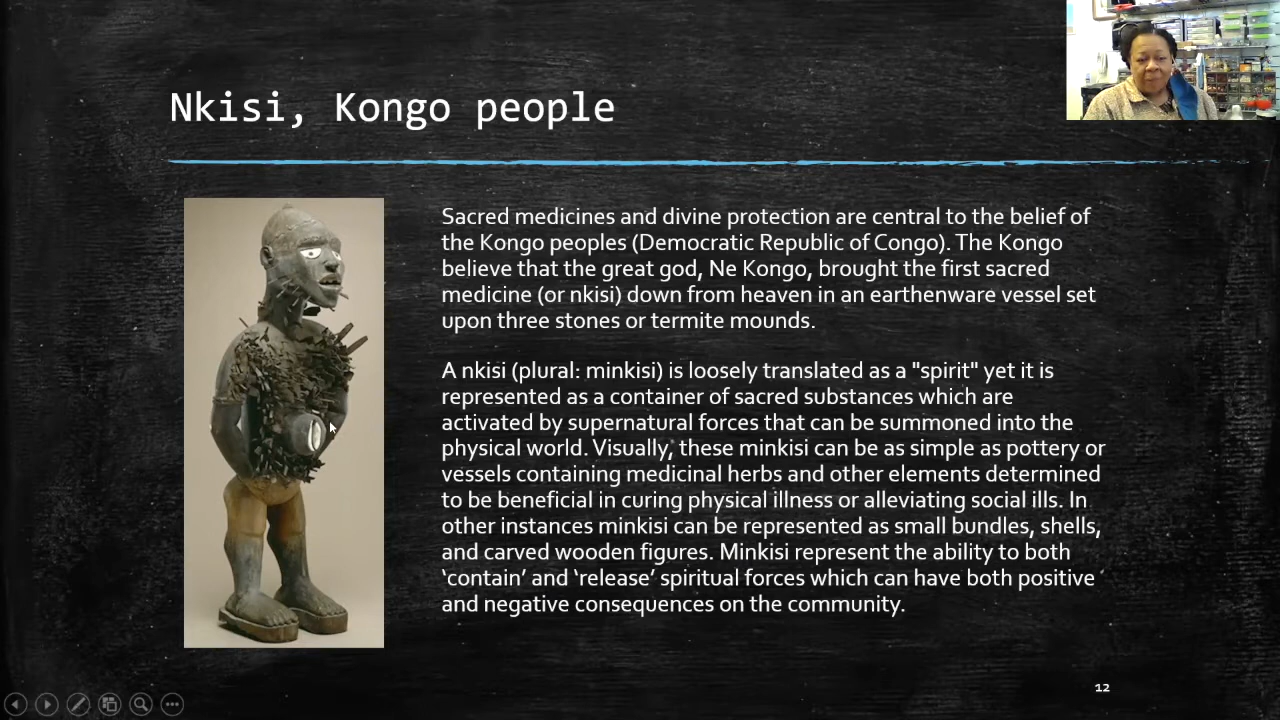 Nkisi, Kongo people
Sacred medicines and divine protection are central to the belief of
the Kongo peoples (Democratic Republic of Congo). The Kongo
believe that the great god, Ne Kongo, brought the first sacred
medicine (or nkisi) down from heaven in an earthenware vessel set
upon three stones or termite mounds.
A nkisi (plural: minkisi) is loosely translated as a "spirit" yet it is
represented as a container of sacred substances which are
activated by supernatural forces that can be summoned into the
physical world. Visually, these minkisi can be as simple as pottery or
vessels containing medicinal herbs and other elements determined
to be beneficial in curing physical illness or alleviating social ills. In
other instances minkisi can be represented as small bundles, shells,
and carved wooden figures. Minkisi represent the ability to both
‘contain’ and ‘release’ spiritual forces which can have both positive
and negative consequences on the community.
12